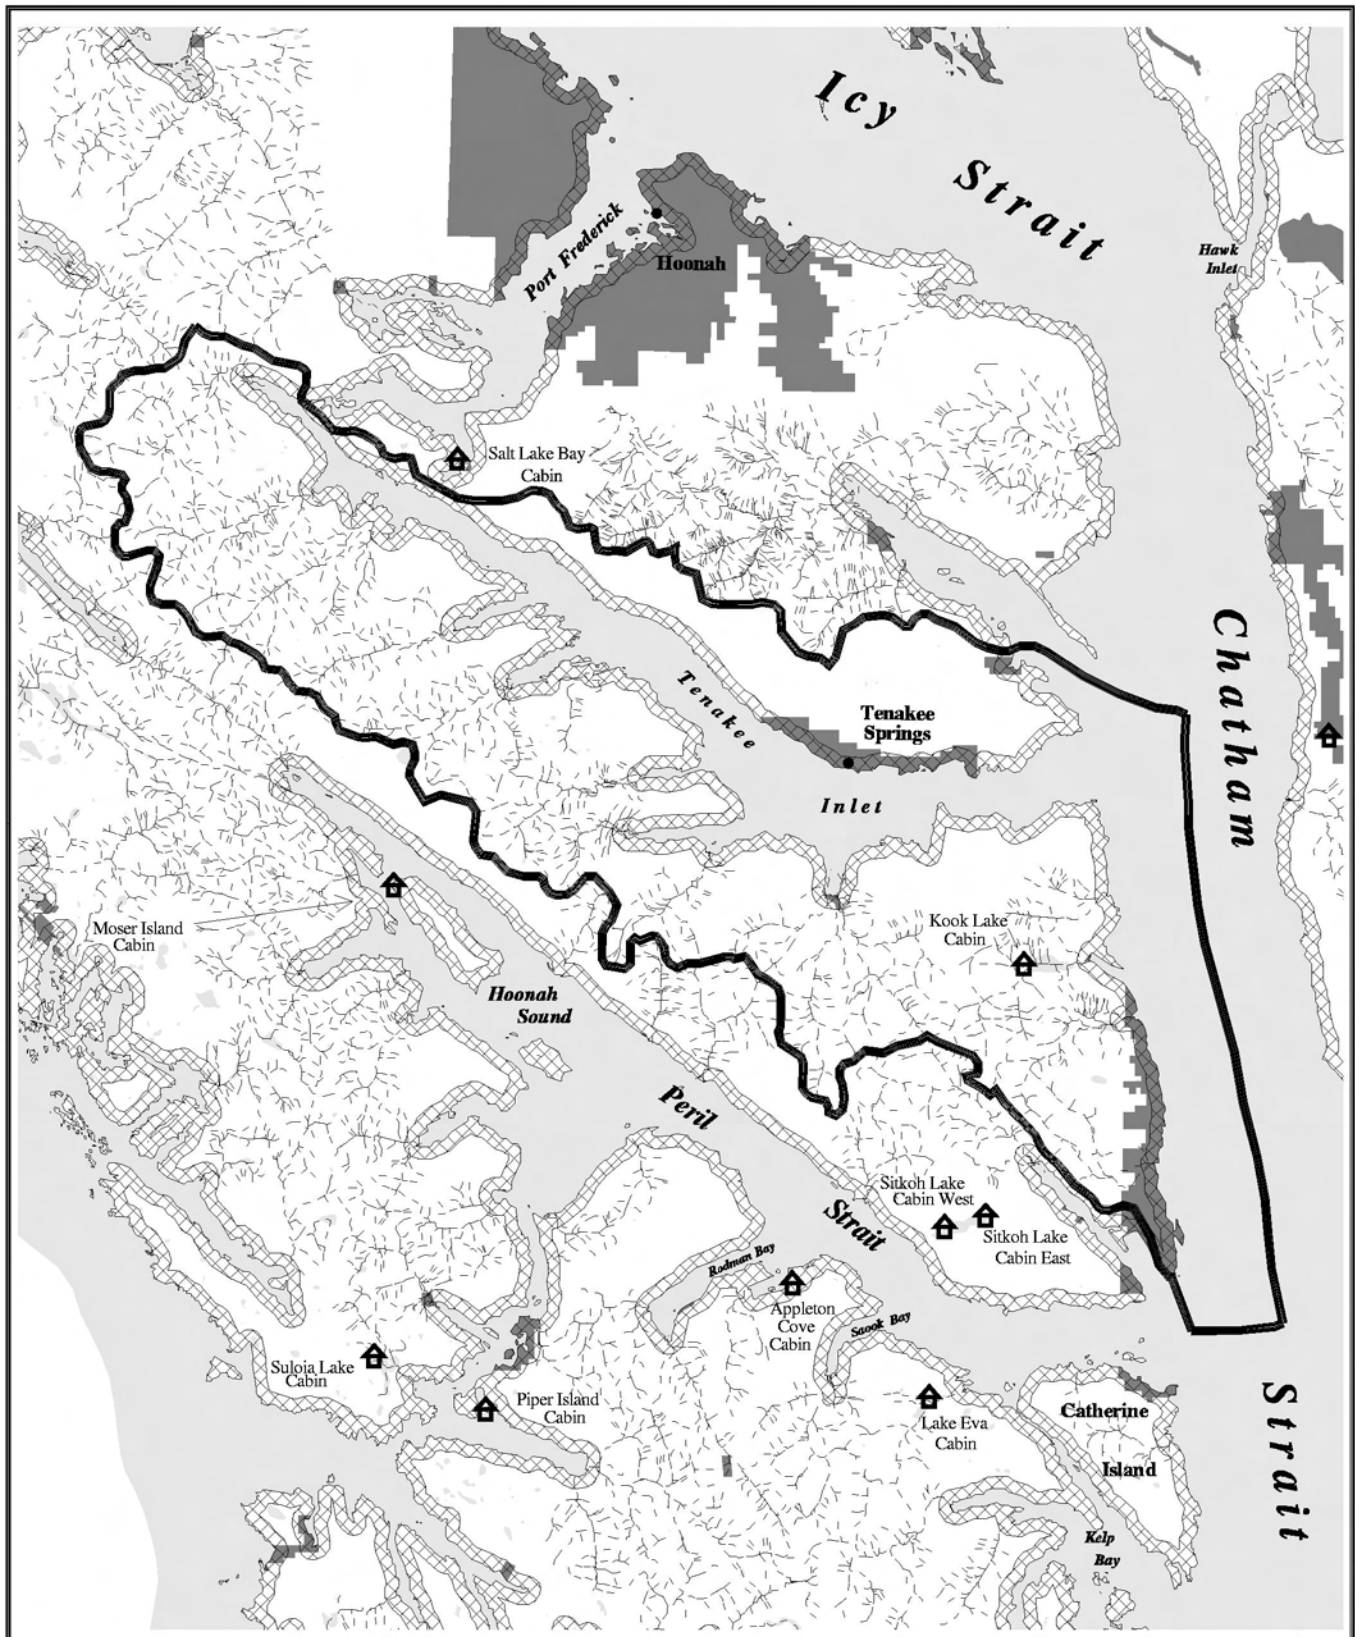 Icy
Strait
Port Frederick
Hoonah
Hawk
Inlet
Salt Lake Bay
Cabin
Chatham
Tenakee
Tenakee
Springs
Inlet
Moser Island
Cabin
Kook Lake
Cabin
Hoonah
Sound
Peril
Strait
Sitkoh Lake
Cabin West
Sitkoh Lake
Cabin East
Rodman Bay
Appleton
Cove
Cabin
Saook Bay
Suloia Lake
Cabin
Piper Island
Cabin
Lake Eva
Cabin
Catherine
Island
Strait
Kelp
Bay